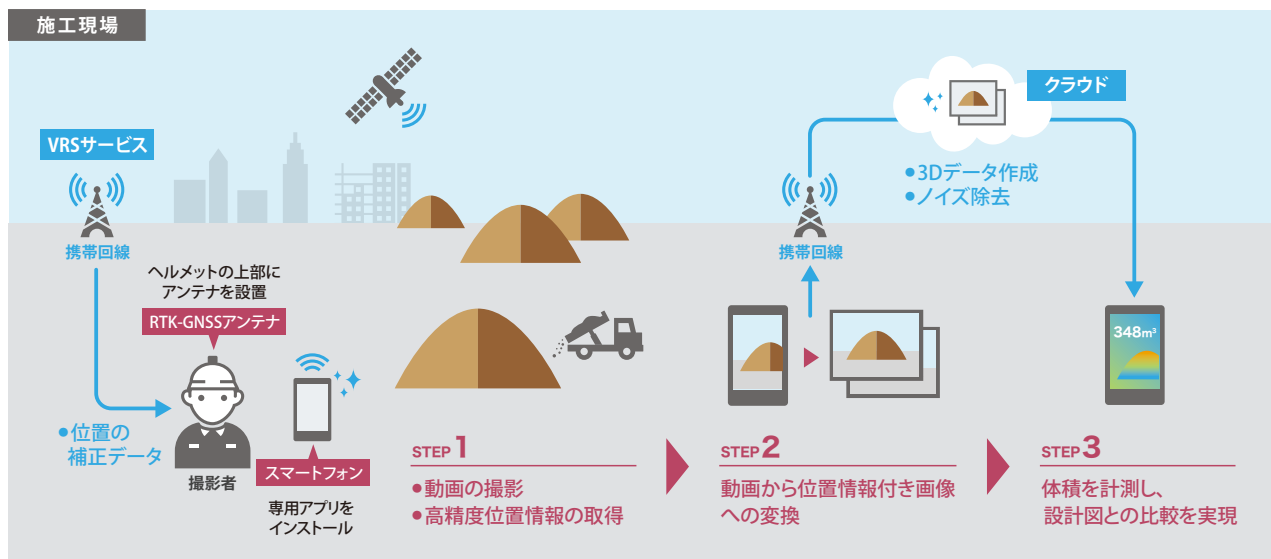 施工現場
VRSサービス
携帯回線
ヘルメットの上部に
アンテナを設置
RTK-GNSSアンテナ
●位置の
補正データ
撮影者
スマートフォン
専用アプリを
インストール
STEP 1
●動画の撮影
●高精度位置情報の取得
STEP 2
動画から位置情報付き画像
への変換
携帯回線
クラウド
●3Dデータ作成
●ノイズ除去
348m³
STEP 3
体積を計測し、
設計図との比較を実現